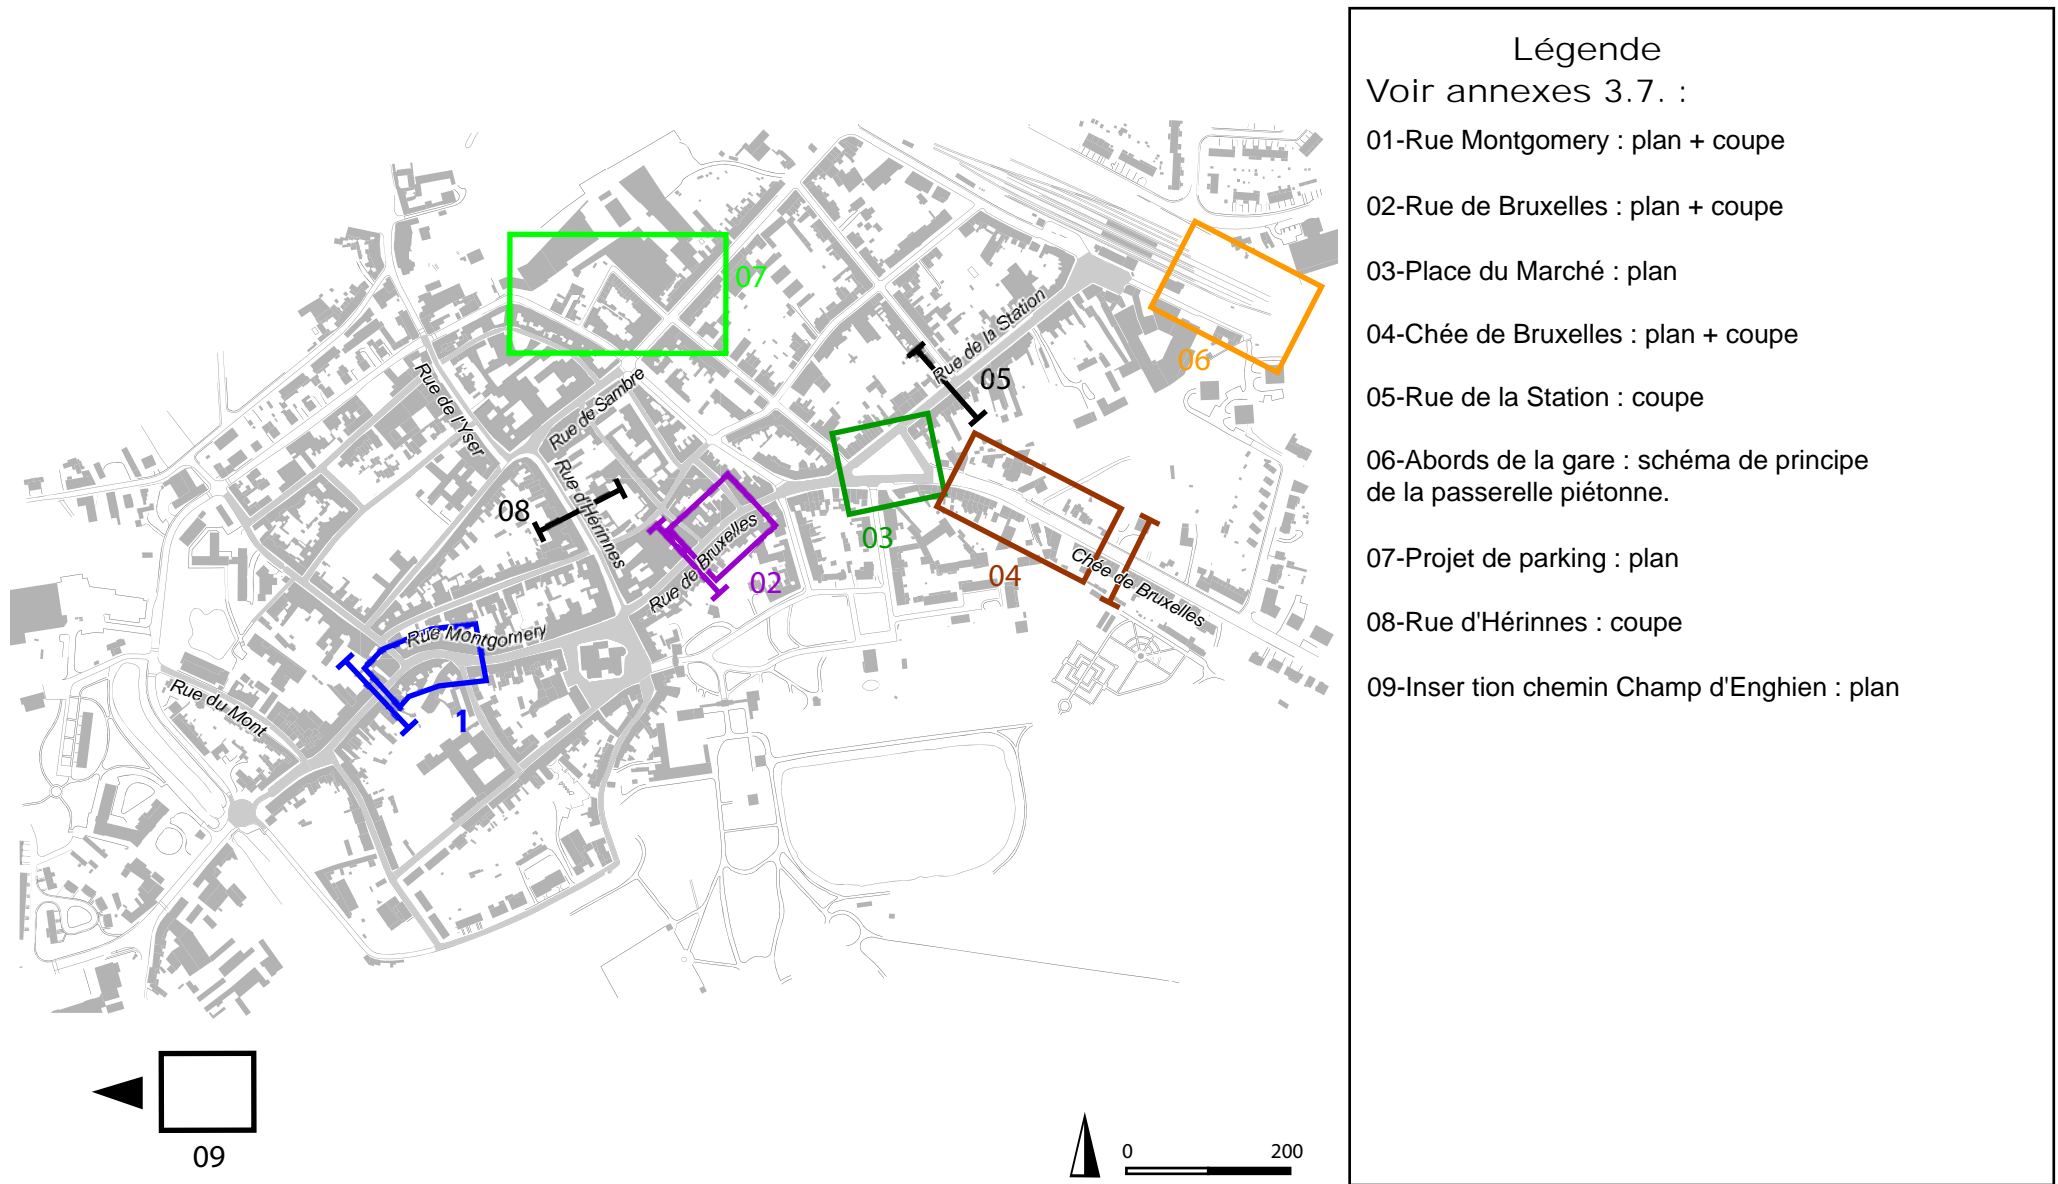 Légende
Voir annexes 3.7. :
01-Rue Montgomery : plan + coupe
02-Rue de Bruxelles : plan + coupe
03-Place du Marché : plan
04-Chée de Bruxelles : plan + coupe
05-Rue de la Station : coupe
06-Abords de la gare : schéma de principe
de la passerelle piétonne.
07-Projet de parking : plan
08-Rue d'Hérinnes : coupe
09-Inser tion chemin Champ d'Enghien : plan
07
Rue de la Station
06
05
Rue de l'Yser
Rue de Sambre
Rue d'Hérinnes
08
03
Rue de Bruxelles
02
04
Chée de Bruxelles
Rue Montgomery
Rue du Mont
1
09
0
200